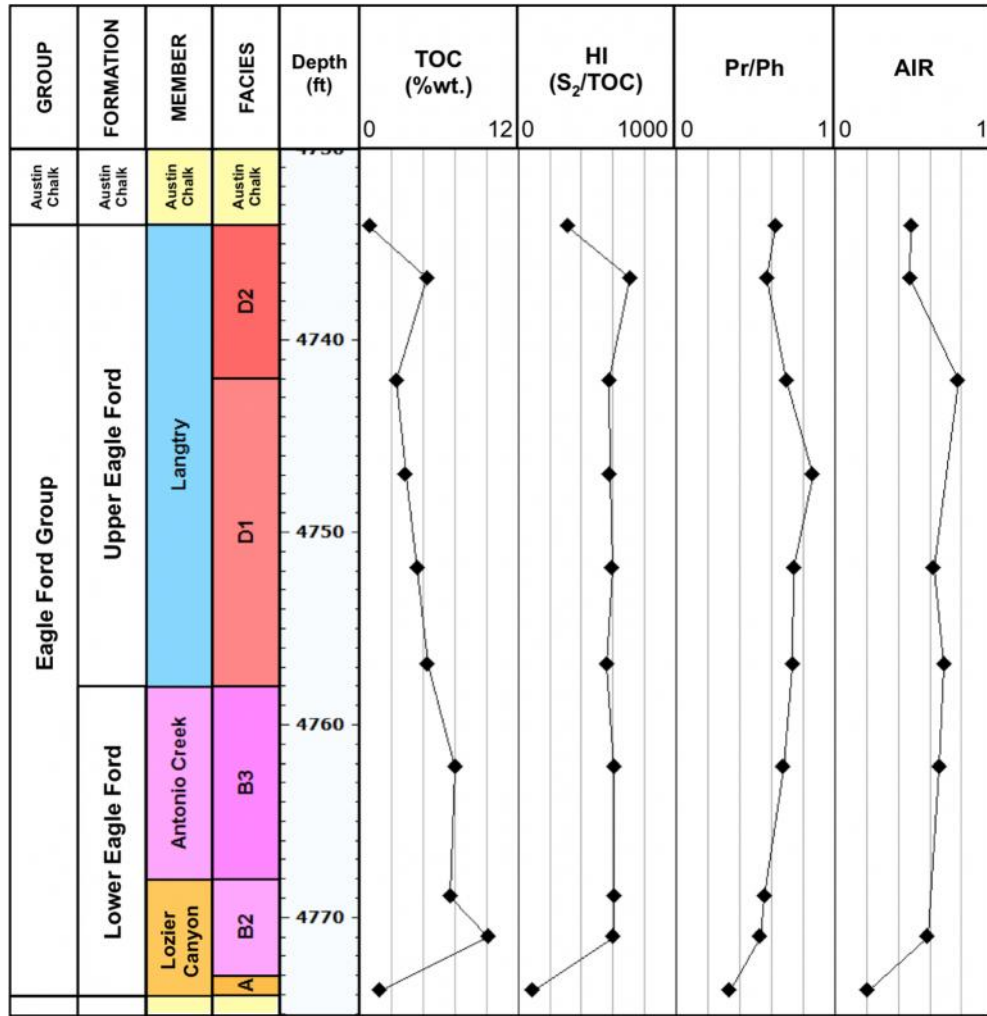 GROUP
FORMATION
MEMBER
FACIES
Depth
(ft)
TOC
(%wt.)
0 12
HI
(S₂/TOC)
0 1000
Pr/Ph
0 1
AIR
0 1
Austin
Chalk
Austin
Chalk
Austin
Chalk
Austin
Chalk
Eagle Ford Group
Upper Eagle Ford
Lower Eagle Ford
Langtry
Antonio Creek
Lozier
Canyon
D2
D1
B3
B2
A
4740
4750
4760
4770